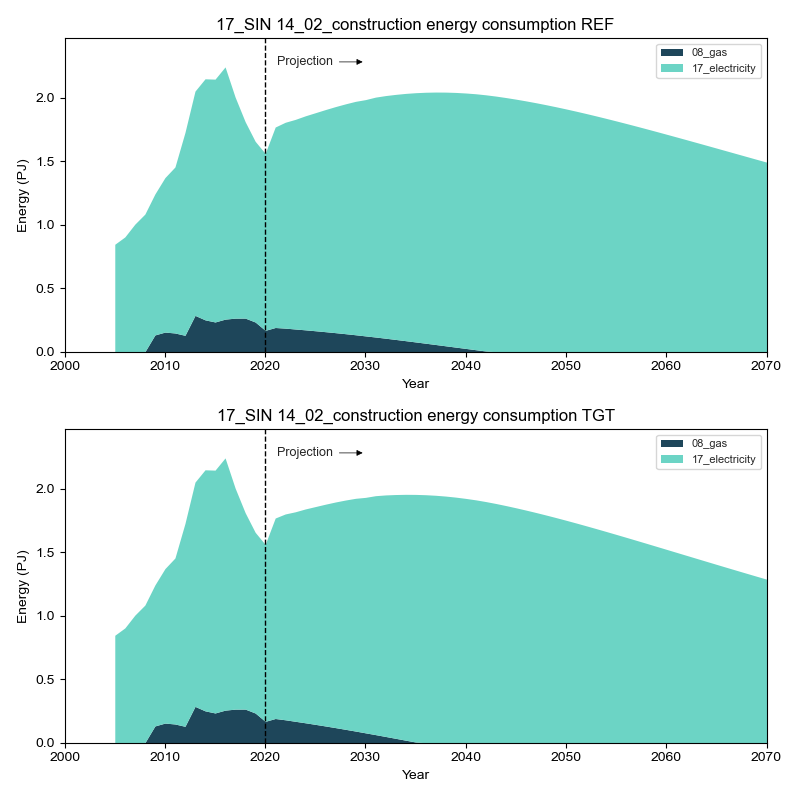 17_SIN 14_02_construction energy consumption REF
Projection
08_gas
17_electricity
Energy (PJ)
2.0
1.5
1.0
0.5
0.0
2000 2010 2020 2030 2040 2050 2060 2070
Year
17_SIN 14_02_construction energy consumption TGT
Projection
08_gas
17_electricity
Energy (PJ)
2.0
1.5
1.0
0.5
0.0
2000 2010 2020 2030 2040 2050 2060 2070
Year